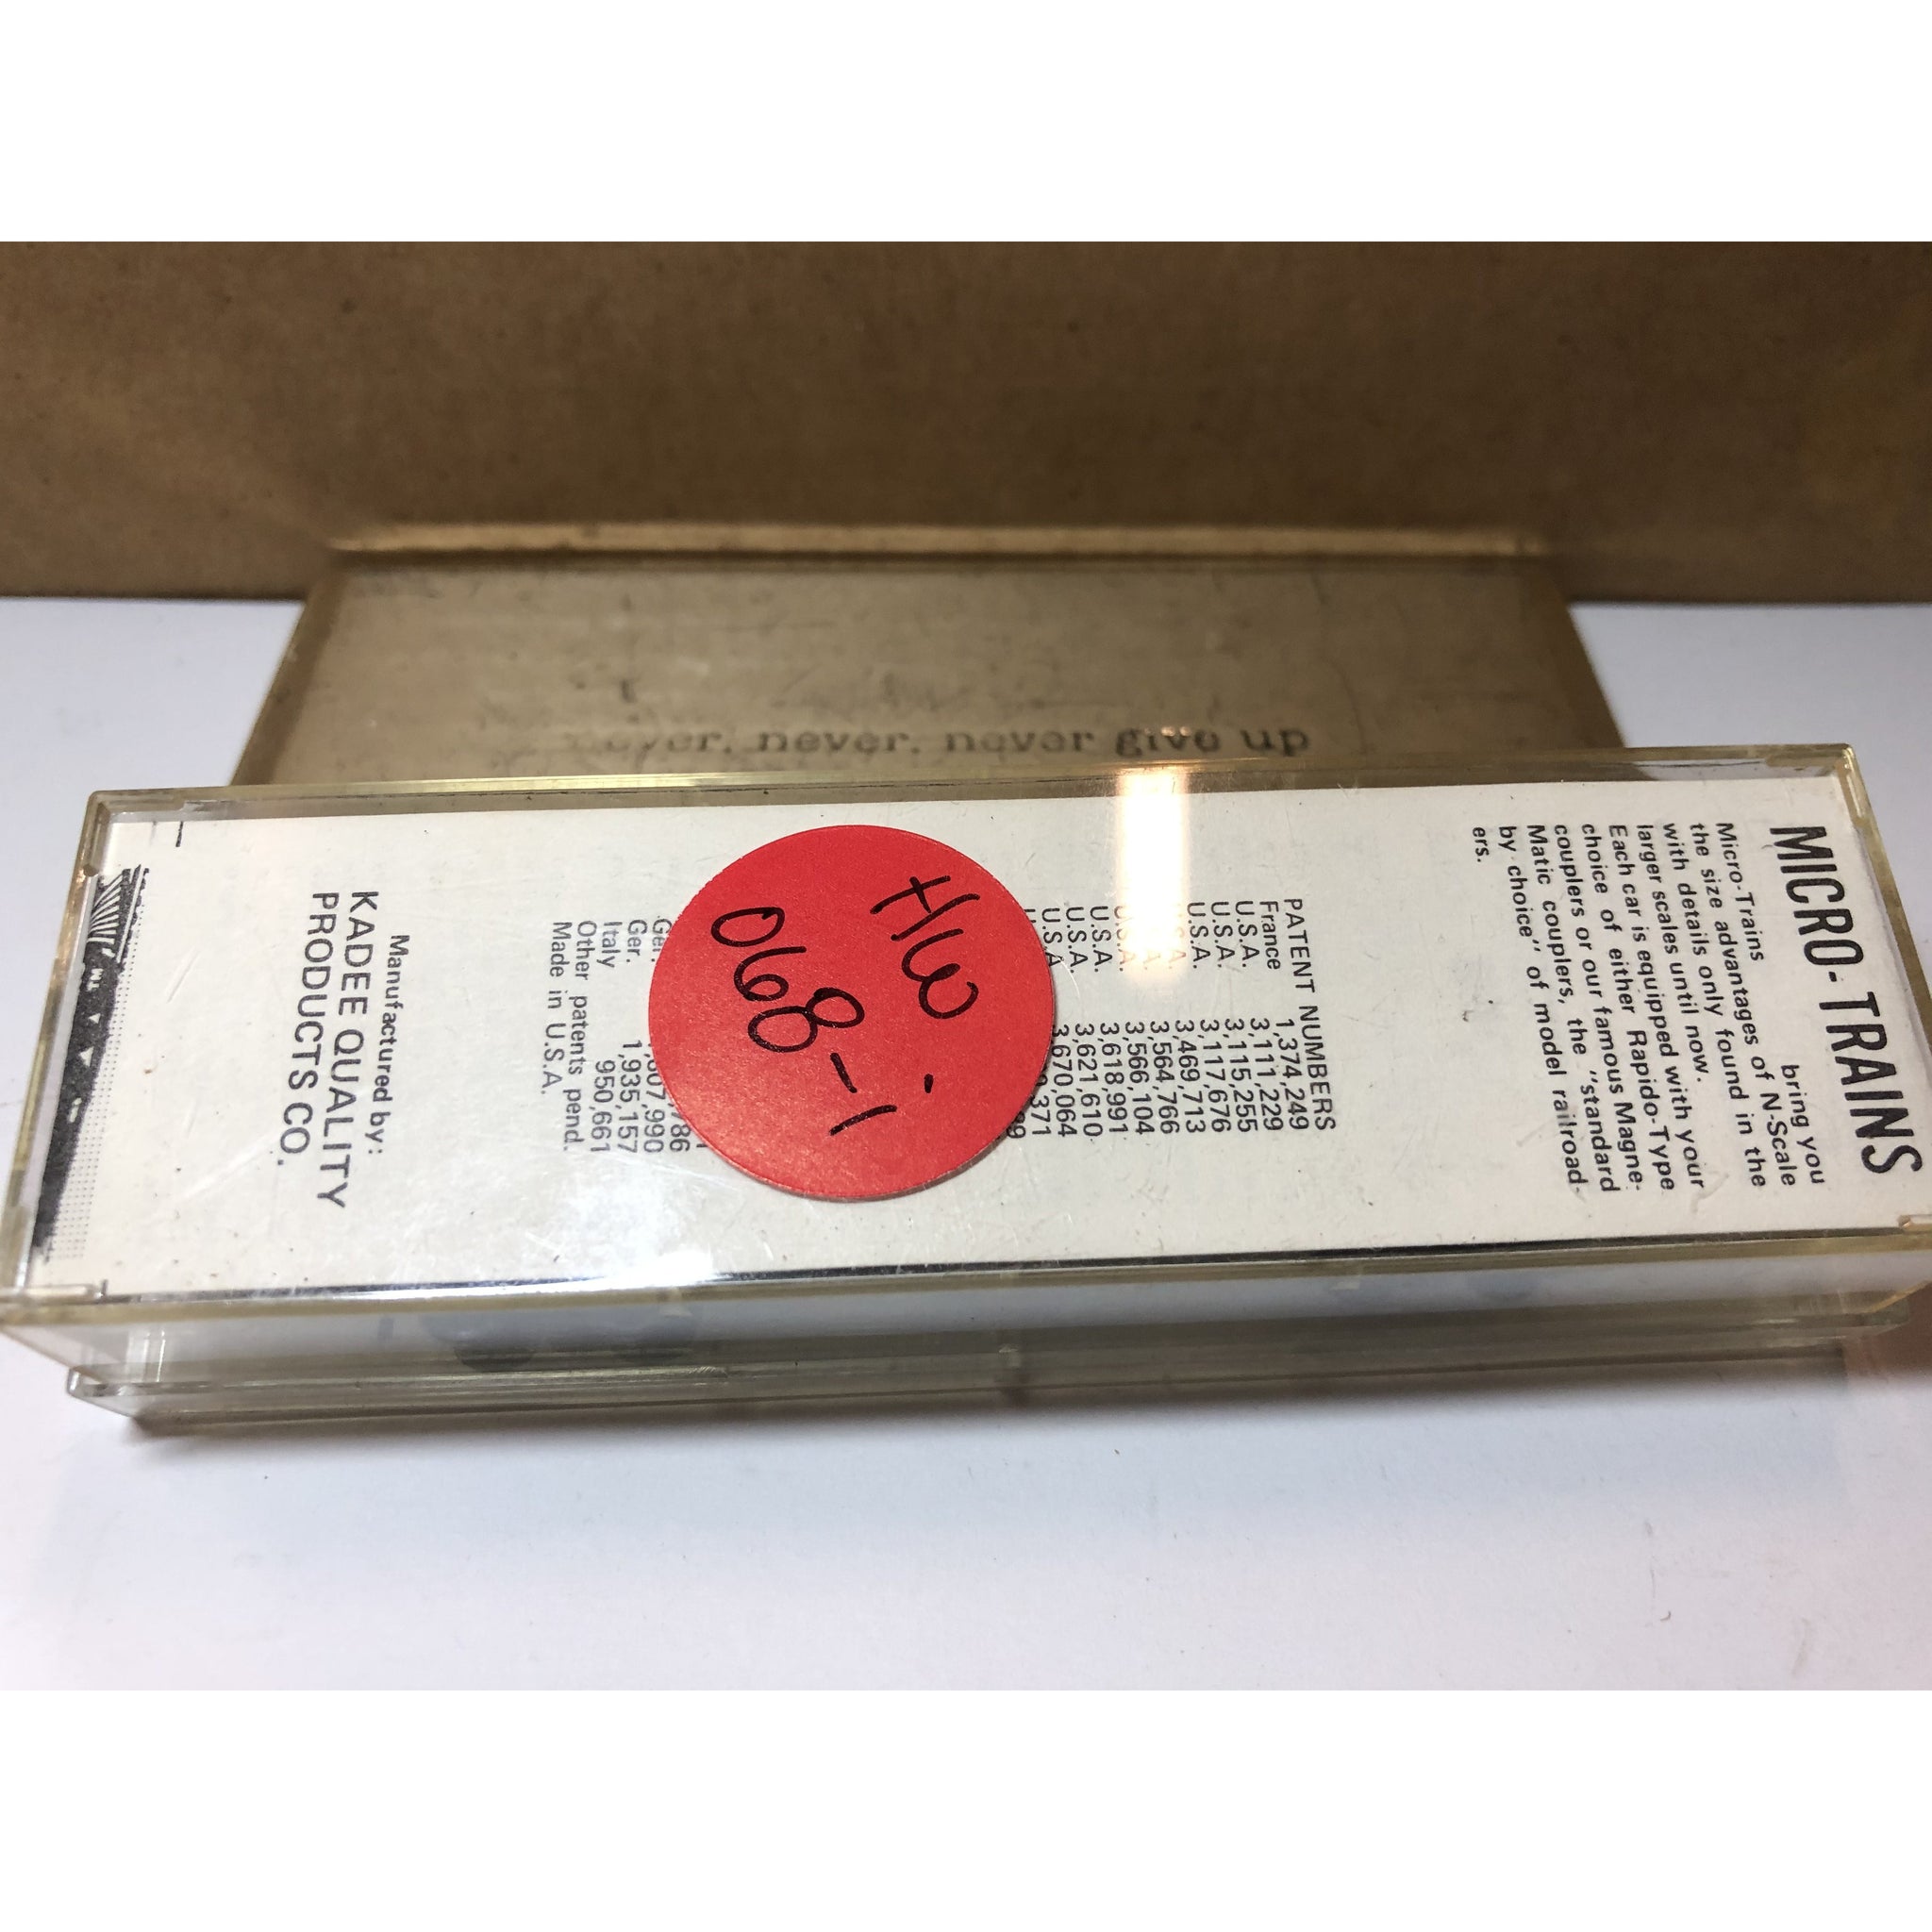 never, never give up
MICRO-TRAINS
Micro-Trains bring you
the size advantages of N-Scale
with details only found in the
larger scales until now.
Each car is equipped with your
choice of either Rapido-Type
couplers or our famous Magne-
Matic couplers, the "standard
by choice" of model railroad-
ers.
PATENT NUMBERS
France 1,374,249
U.S.A. 3,111,229
U.S.A. 3,115,255
U.S.A. 3,117,676
U.S.A. 3,469,713
U.S.A. 3,564,766
U.S.A. 3,566,104
U.S.A. 3,618,991
U.S.A. 3,621,610
3,670,064
Ger.
Ger. 1,935,157
Italy 950,661
Other patents pend.
Made in U.S.A.
HW
068-1
Manufactured by:
KADEE QUALITY
PRODUCTS CO.